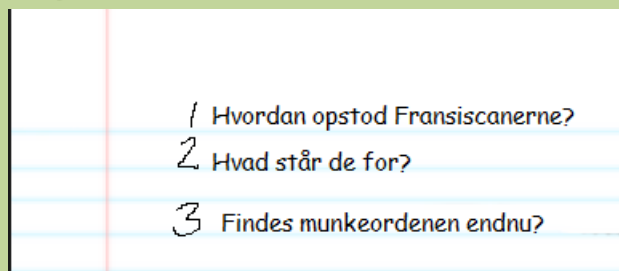 1 Hvordan opstod Fransiscanerne?
2 Hvad står de for?
3 Findes munkeordenen endnu?